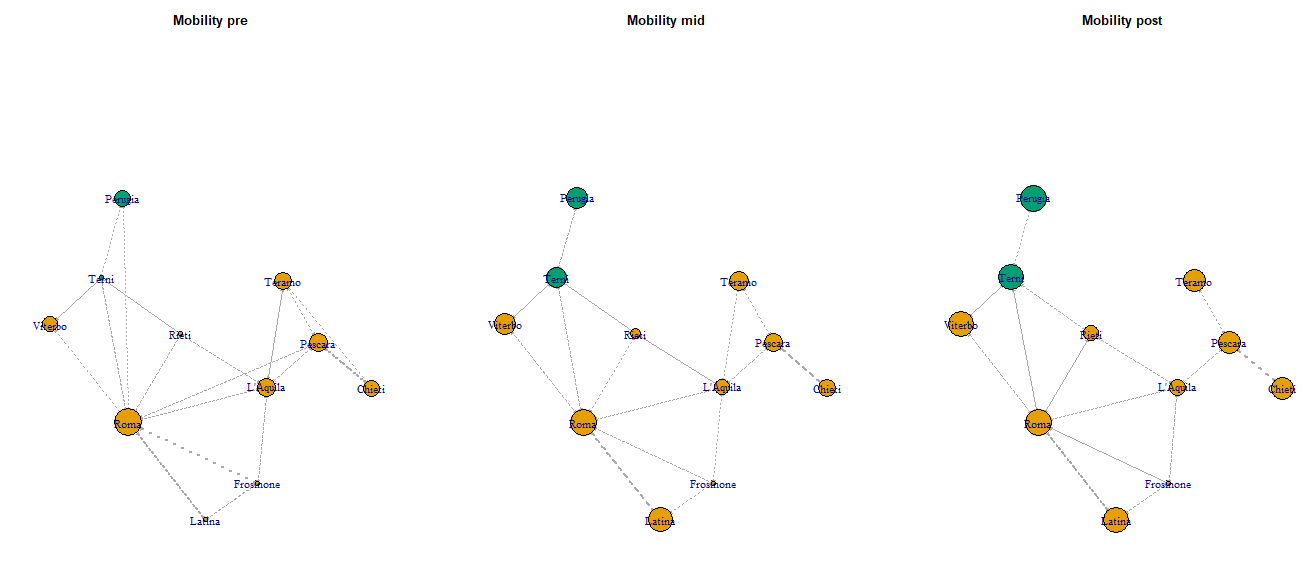 Mobility pre
Mobility mid
Mobility post
Perugia
Terni
Teramo
Viterbo
Rieti
Pescara
L'Aquila
Chieti
Roma
Frosinone
Latina
Perugia
Terni
Teramo
Viterbo
Rieti
Pescara
L'Aquila
Chieti
Roma
Frosinone
Latina
Perugia
Terni
Teramo
Viterbo
Rieti
Pescara
L'Aquila
Chieti
Roma
Frosinone
Latina